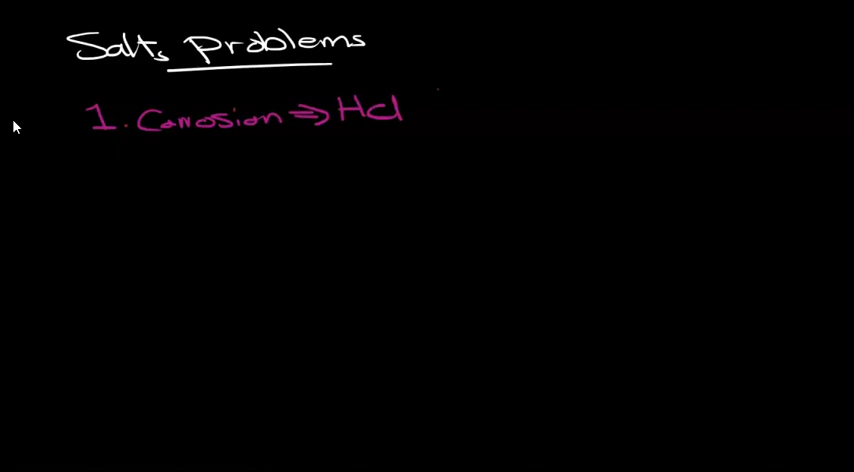 Salts Problems
1. Corrosion ⇒ HCl